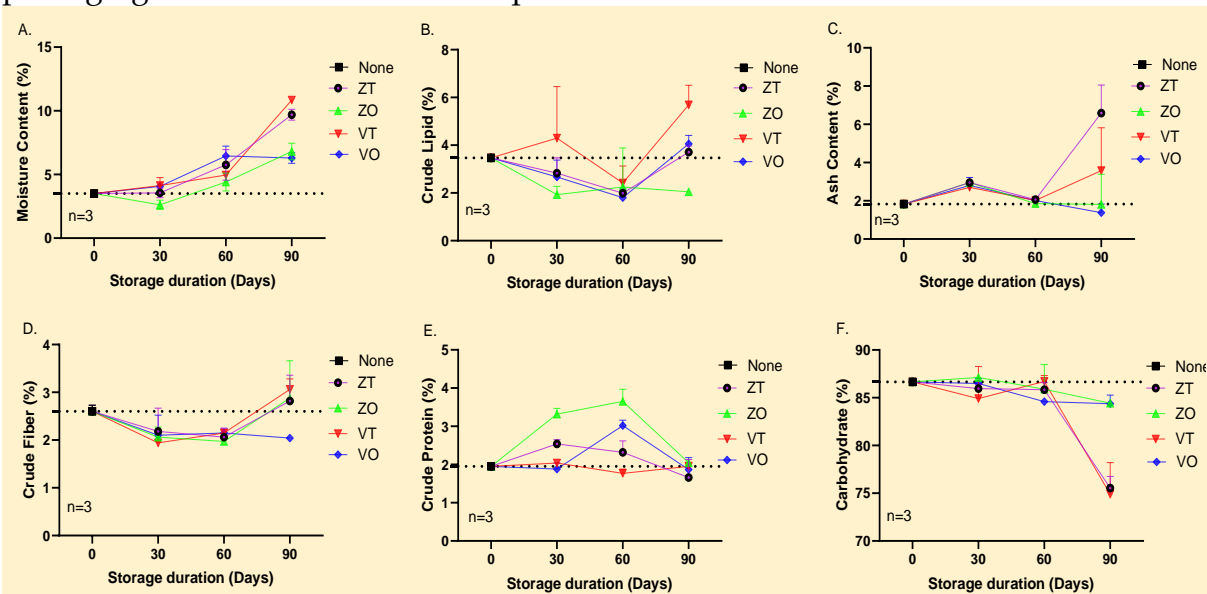 A.
Moisture Content (%)
15
10
5
0
n=3
0 30 60 90
Storage duration (Days)
None
ZT
ZO
VT
VO
B.
Crude Lipid (%)
8
6
4
2
0
n=3
0 30 60 90
Storage duration (Days)
None
ZT
ZO
VT
VO
C.
Ash Content (%)
10
8
6
4
2
0
n=3
0 30 60 90
Storage duration (Days)
None
ZT
ZO
VT
VO
D.
Crude Fiber (%)
4
3
2
1
0
n=3
0 30 60 90
Storage duration (Days)
None
ZT
ZO
VT
VO
E.
Crude Protein (%)
5
4
3
2
1
0
n=3
0 30 60 90
Storage duration (Days)
None
ZT
ZO
VT
VO
F.
Carbohydrate (%)
90
85
80
75
70
n=3
0 30 60 90
Storage duration (Days)
None
ZT
ZO
VT
VO